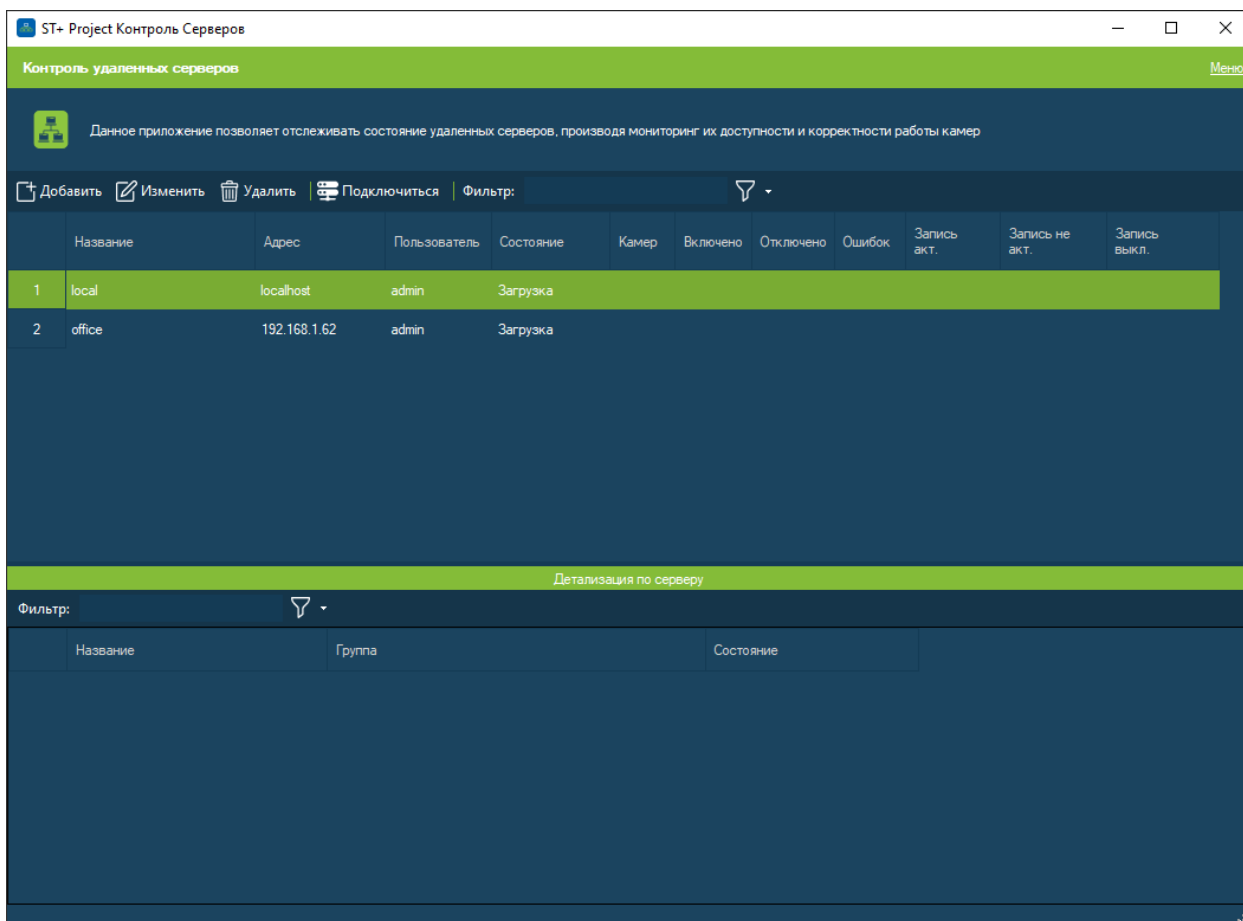 ST+ Project Контроль Серверов
Контроль удаленных серверов Меню
Данное приложение позволяет отслеживать состояние удаленных серверов, производя мониторинг их доступности и корректности работы камер
Добавить Изменить Удалить Подключиться Фильтр:
Название Адрес Пользователь Состояние Камер Включено Отключено Ошибок Запись акт. Запись не акт. Запись выкл.
1 local localhost admin Загрузка
2 office 192.168.1.62 admin Загрузка
Детализация по серверу
Фильтр:
Название Группа Состояние